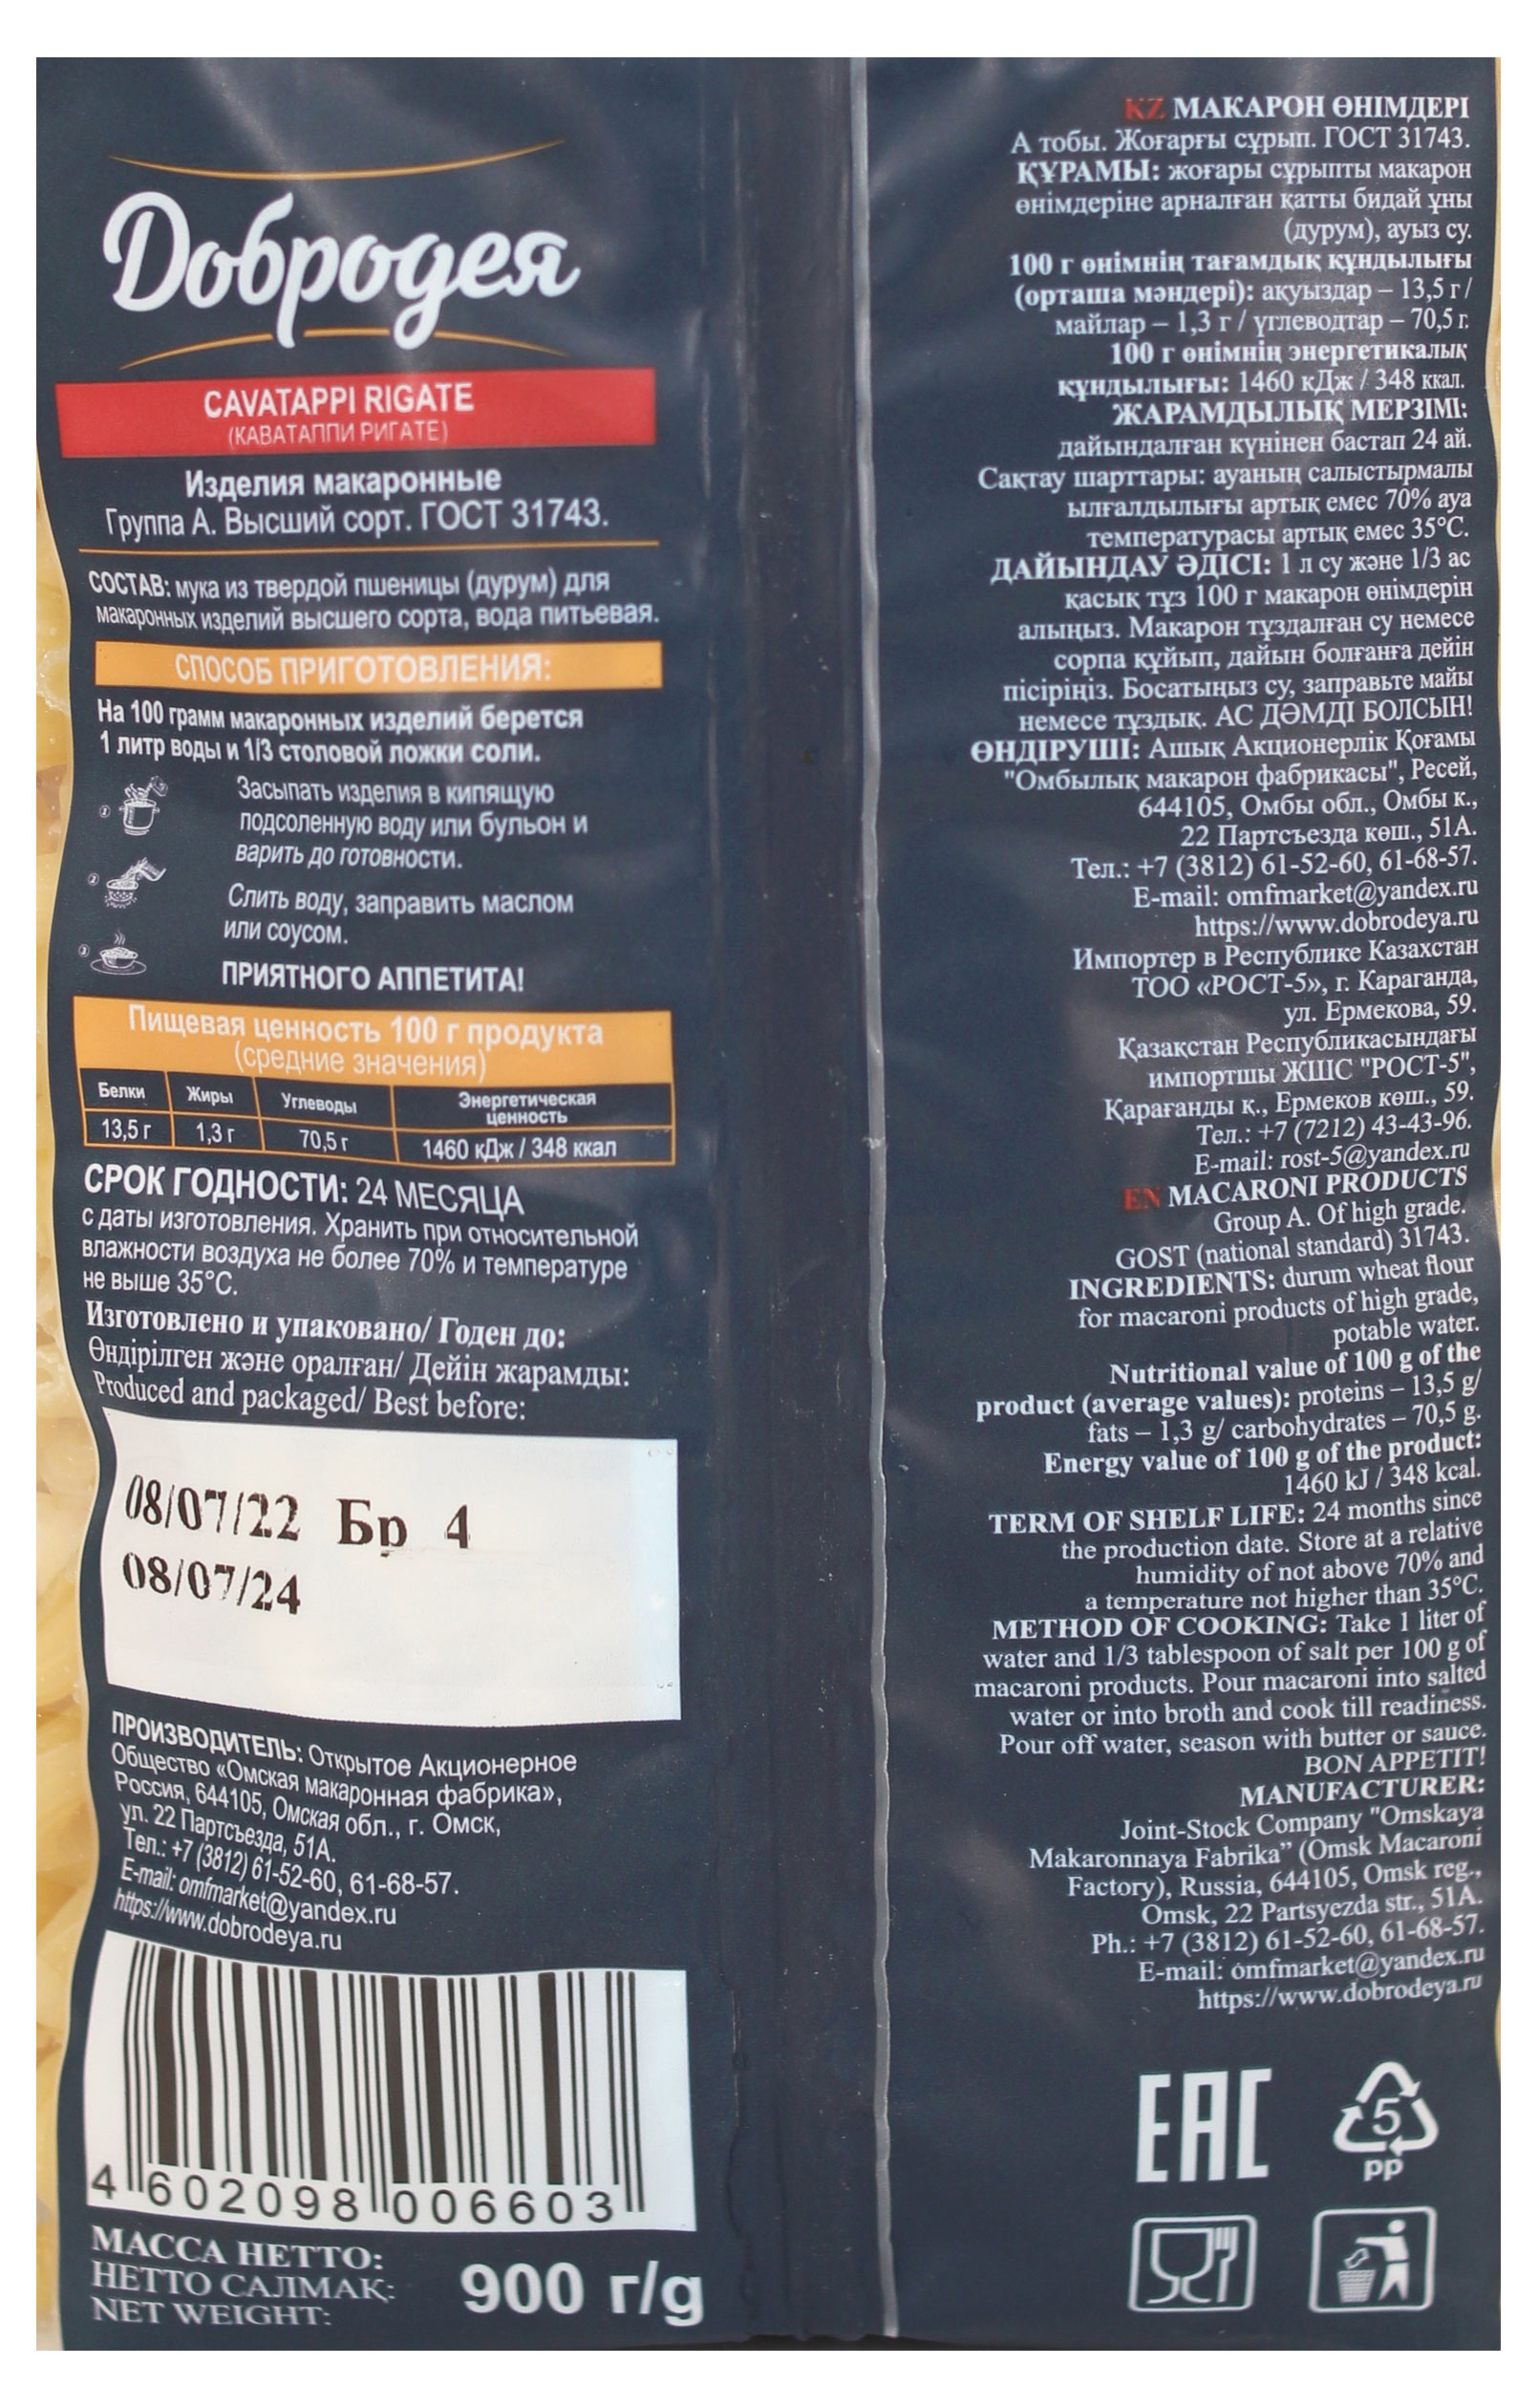 Добродея
CAVATAPPI RIGATE
(КАВАТАППИ РИГАТЕ)
Изделия макаронные
Группа А. Высший сорт. ГОСТ 31743.
СОСТАВ: мука из твердой пшеницы (дурум) для
макаронных изделий высшего сорта, вода питьевая.
СПОСОБ ПРИГОТОВЛЕНИЯ:
На 100 грамм макаронных изделий берется
1 литр воды и 1/3 столовой ложки соли.
1
Засыпать изделия в кипящую
подсоленную воду или бульон и
варить до готовности.
2
Слить воду, заправить маслом
или соусом.
3
ПРИЯТНОГО АППЕТИТА!
Пищевая ценность 100 г продукта
(средние значения)
Белки Жиры Углеводы Энергетическая
ценность
13,5 г 1,3 г 70,5 г 1460 кДж / 348 ккал
СРОК ГОДНОСТИ: 24 МЕСЯЦА
с даты изготовления. Хранить при относительной
влажности воздуха не более 70% и температуре
не выше 35°С.
Изготовлено и упаковано/ Годен до:
Өндірілген және оралған/ Дейін жарамды:
Produced and packaged/ Best before:
08/07/22 Бр 4
08/07/24
ПРОИЗВОДИТЕЛЬ: Открытое Акционерное
Общество «Омская макаронная фабрика»,
Россия, 644105, Омская обл., г. Омск,
ул. 22 Партсъезда, 51А.
Тел.: +7 (3812) 61-52-60, 61-68-57.
E-mail: omfmarket@yandex.ru
https://www.dobrodeya.ru
4 602098 006603
МАССА НЕТТО:
НЕТТО САЛМАҚ:
NET WEIGHT:
900 г/g
KZ МАКАРОН ӨНІМДЕРІ
А тобы. Жоғарғы сұрып. ГОСТ 31743.
ҚҰРАМЫ: жоғары сұрыпты макарон
өнімдеріне арналған қатты бидай ұны
(дурум), ауыз су.
100 г өнімнің тағамдық құндылығы
(орташа мәндері): ақуыздар – 13,5 г /
майлар – 1,3 г / углеводтар – 70,5 г.
100 г өнімнің энергетикалық
құндылығы: 1460 кДж / 348 ккал.
ЖАРАМДЫЛЫҚ МЕРЗІМІ:
дайындалған күнінен бастап 24 ай.
Сақтау шарттары: ауаның салыстырмалы
ылғалдылығы артық емес 70% ауа
температурасы артық емес 35°С.
ДАЙЫНДАУ ӘДІСІ: 1 л су және 1/3 ас
қасық тұз 100 г макарон өнімдерін
алыңыз. Макарон тұздалған су немесе
сорпа құйып, дайын болғанға дейін
пісіріңіз. Босатыңыз су, заправьте майы
немесе тұздық. АС ДӘМДІ БОЛСЫН!
ӨНДІРУШІ: Ашық Акционерлік Қоғамы
"Омбылық макарон фабрикасы", Ресей,
644105, Омбы обл., Омбы к.,
22 Партсъезда көш., 51А.
Тел.: +7 (3812) 61-52-60, 61-68-57.
E-mail: omfmarket@yandex.ru
https://www.dobrodeya.ru
Импортер в Республике Казахстан
ТОО «РОСТ-5», г. Караганда,
ул. Ермекова, 59.
Қазақстан Республикасындағы
импортшы ЖШС "РОСТ-5",
Қарағанды қ., Ермеков көш., 59.
Тел.: +7 (7212) 43-43-96.
E-mail: rost-5@yandex.ru
EN MACARONI PRODUCTS
Group A. Of high grade.
GOST (national standard) 31743.
INGREDIENTS: durum wheat flour
for macaroni products of high grade,
potable water.
Nutritional value of 100 g of the
product (average values): proteins – 13,5 g/
fats – 1,3 g/ carbohydrates – 70,5 g.
Energy value of 100 g of the product:
1460 kJ / 348 kcal.
TERM OF SHELF LIFE: 24 months since
the production date. Store at a relative
humidity of not above 70% and
a temperature not higher than 35°C.
METHOD OF COOKING: Take 1 liter of
water and 1/3 tablespoon of salt per 100 g of
macaroni products. Pour macaroni into salted
water or into broth and cook till readiness.
Pour off water, season with butter or sauce.
BON APPETIT!
MANUFACTURER:
Joint-Stock Company "Omskaya
Makaronnaya Fabrika” (Omsk Macaroni
Factory), Russia, 644105, Omsk reg.,
Omsk, 22 Partsyezda str., 51A.
Ph.: +7 (3812) 61-52-60, 61-68-57.
E-mail: omfmarket@yandex.ru
https://www.dobrodeya.ru
EAC
5
PP